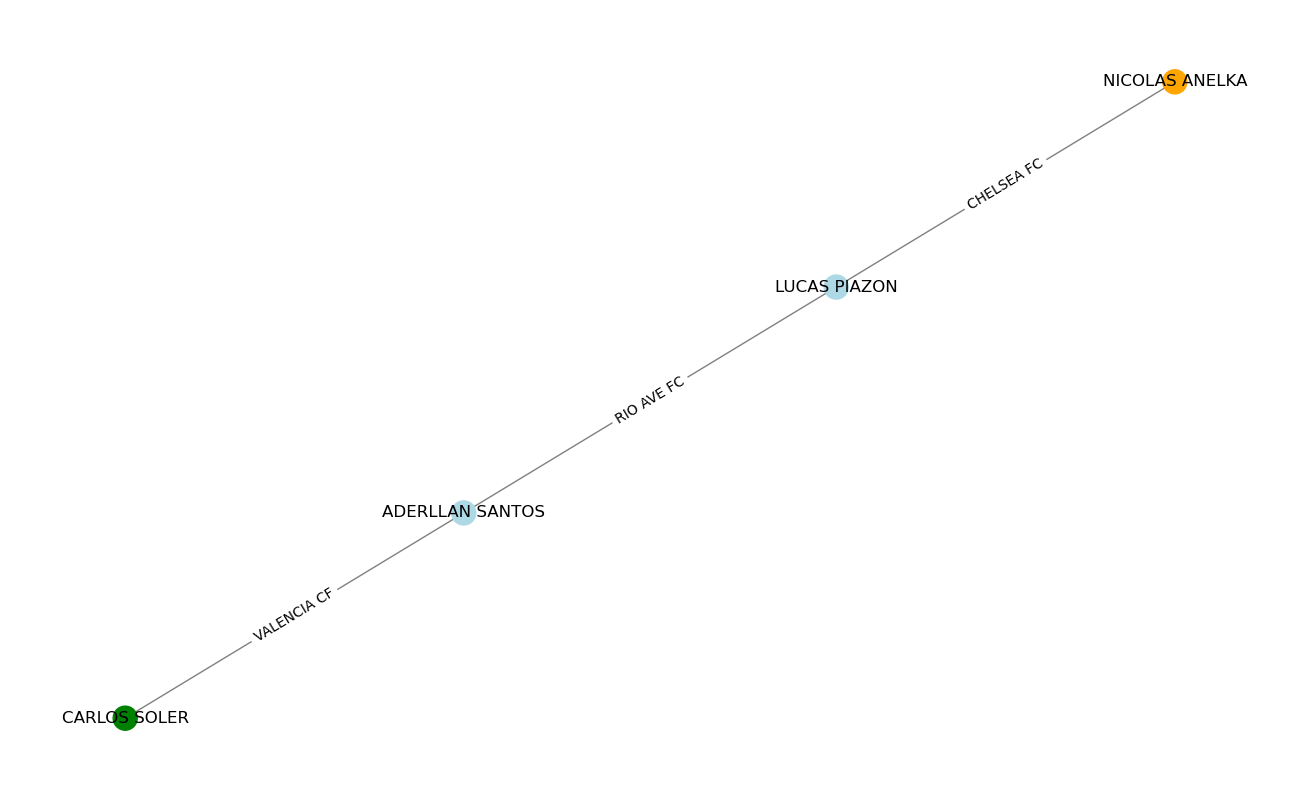 NICOLAS ANELKA
CHELSEA FC
LUCAS PIAZON
RIO AVE FC
ADERLLAN SANTOS
VALENCIA CF
CARLOS SOLER